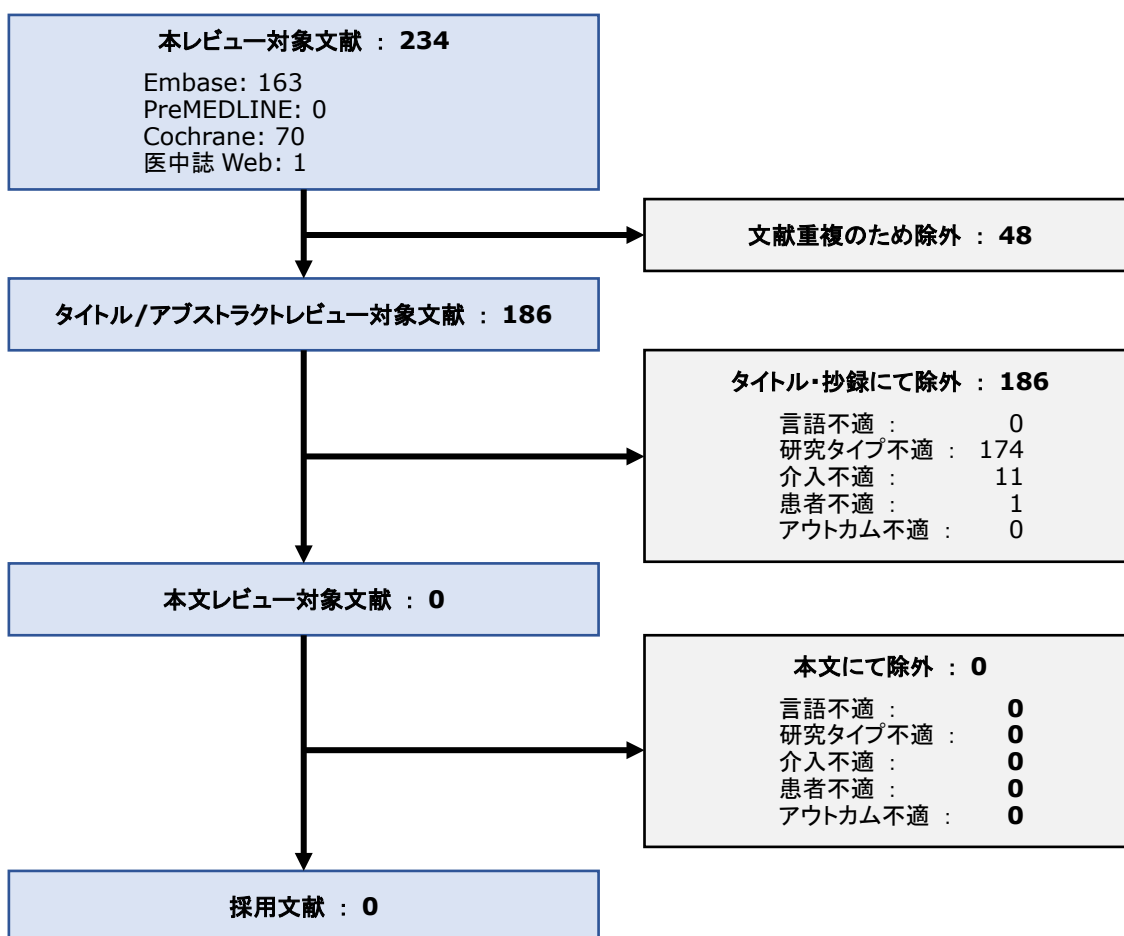 本レビュー対象文献 : 234
Embase: 163
PreMEDLINE: 0
Cochrane: 70
医中誌 Web: 1
文献重複のため除外 : 48
タイトル/アブストラクトレビュー対象文献 : 186
タイトル・抄録にて除外 : 186
言語不適 : 0
研究タイプ不適 : 174
介入不適 : 11
患者不適 : 1
アウトカム不適 : 0
本文レビュー対象文献 : 0
本文にて除外 : 0
言語不適 : 0
研究タイプ不適 : 0
介入不適 : 0
患者不適 : 0
アウトカム不適 : 0
採用文献 : 0